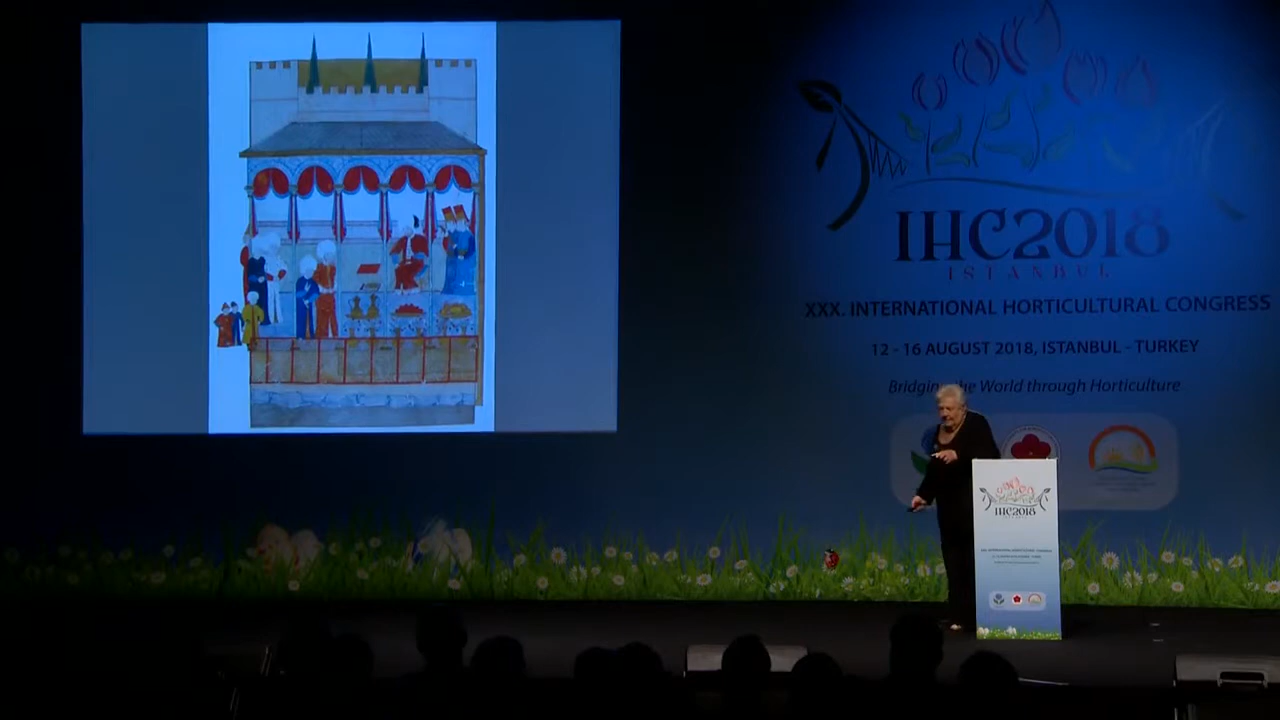 IHC2018
ISTANBUL
XXX. INTERNATIONAL HORTICULTURAL CONGRESS
12 - 16 AUGUST 2018, ISTANBUL - TURKEY
Bridging the World through Horticulture
IHC2018